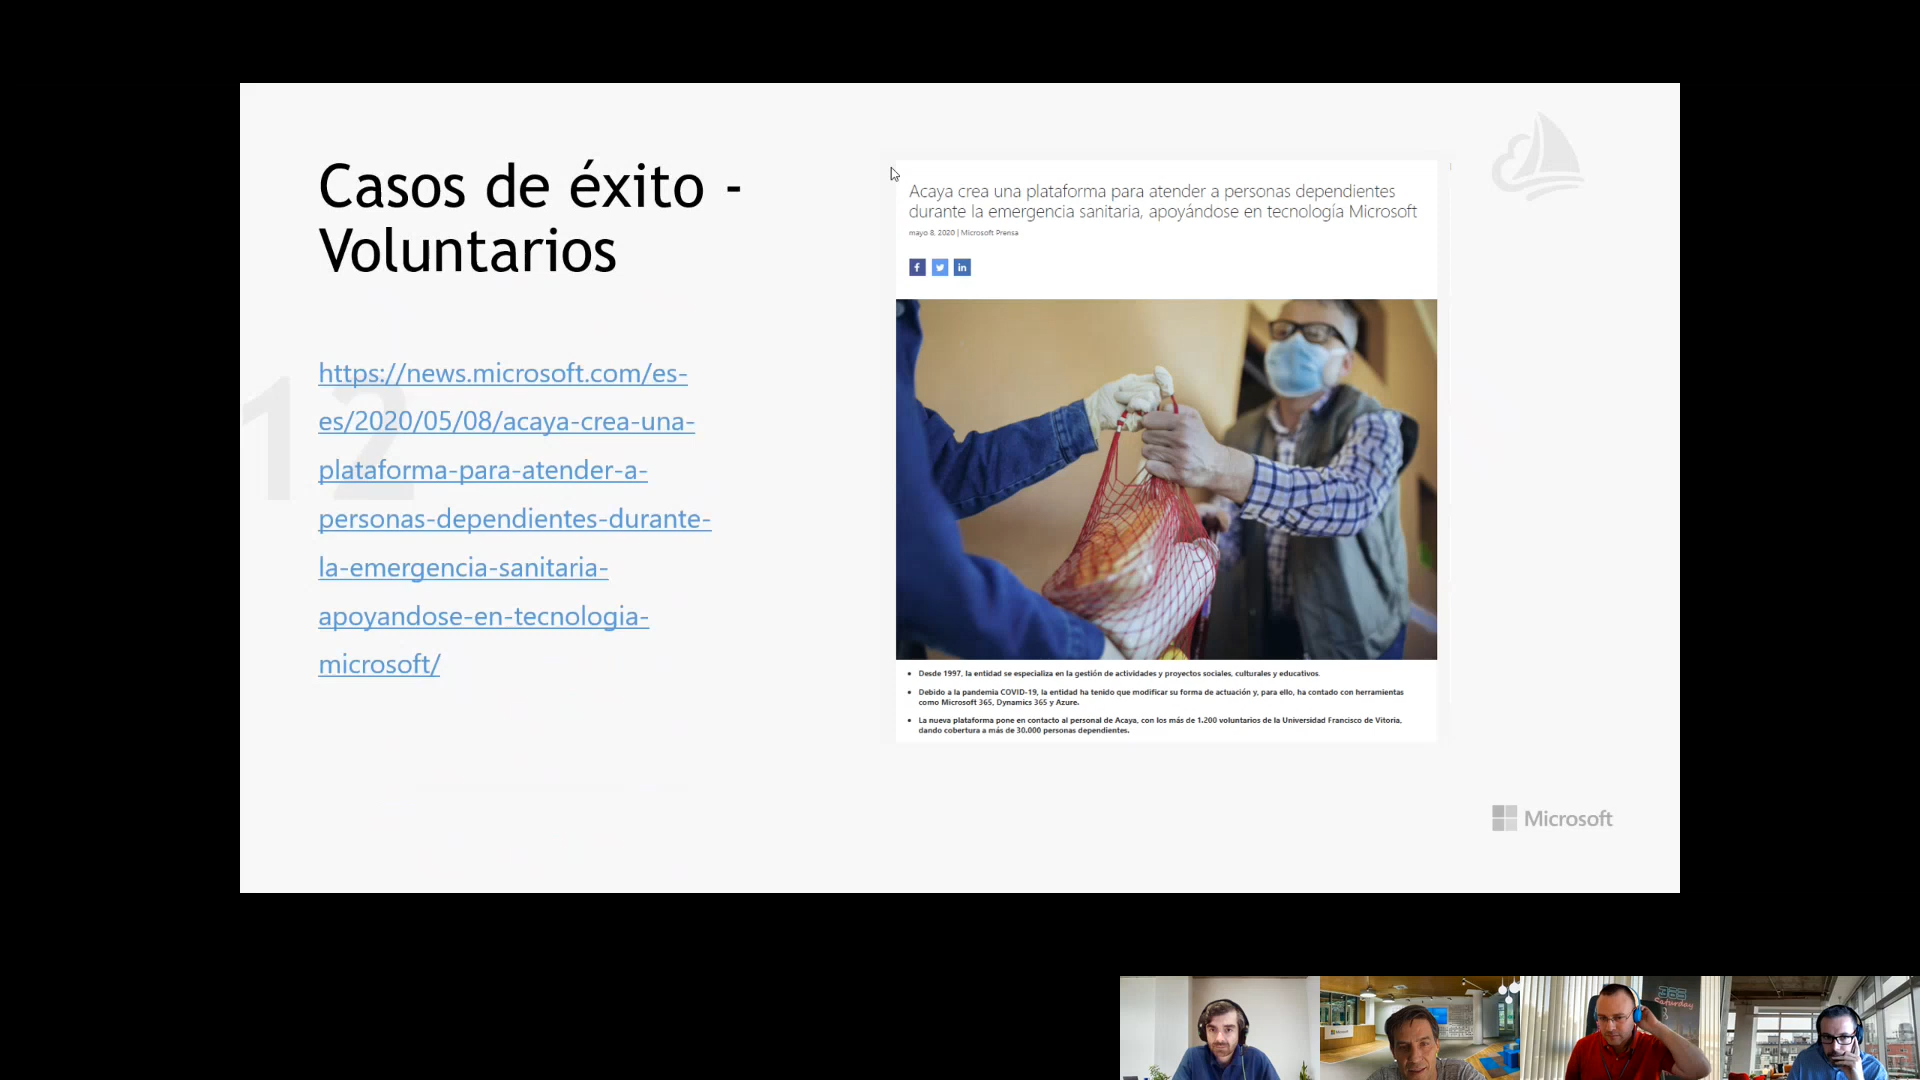 Casos de éxito -
Voluntarios
12
https://news.microsoft.com/es-
es/2020/05/08/acaya-crea-una-
plataforma-para-atender-a-
personas-dependientes-durante-
la-emergencia-sanitaria-
apoyandose-en-tecnologia-
microsoft/
Acaya crea una plataforma para atender a personas dependientes
durante la emergencia sanitaria, apoyándose en tecnología Microsoft
mayo 8, 2020 | Microsoft Prensa
Desde 1997, la entidad se especializa en la gestión de actividades y proyectos sociales, culturales y educativos.
Debido a la pandemia COVID-19, la entidad ha tenido que modificar su forma de actuación y, para ello, ha contado con herramientas
como Microsoft 365, Dynamics 365 y Azure.
La nueva plataforma pone en contacto al personal de Acaya, con los más de 1.200 voluntarios de la Universidad Francisco de Vitoria,
dando cobertura a más de 30.000 personas dependientes.
Microsoft
365
Saturday